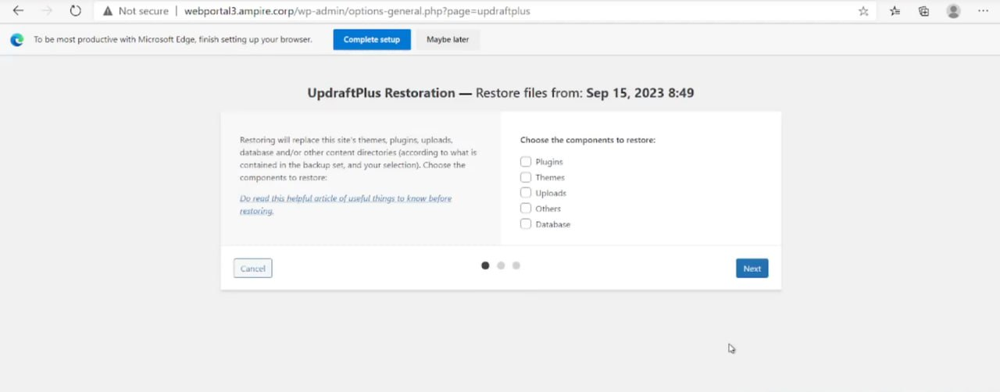 Not secure | webportal3.ampire.corp/wp-admin/options-general.php?page=updraftplus
To be most productive with Microsoft Edge, finish setting up your browser. Complete setup Maybe later
UpdraftPlus Restoration — Restore files from: Sep 15, 2023 8:49
Restoring will replace this site's themes, plugins, uploads,
database and/or other content directories (according to what is
contained in the backup set, and your selection). Choose the
components to restore:
Do read this helpful article of useful things to know before
restoring.
Choose the components to restore:
Plugins
Themes
Uploads
Others
Database
Cancel
Next